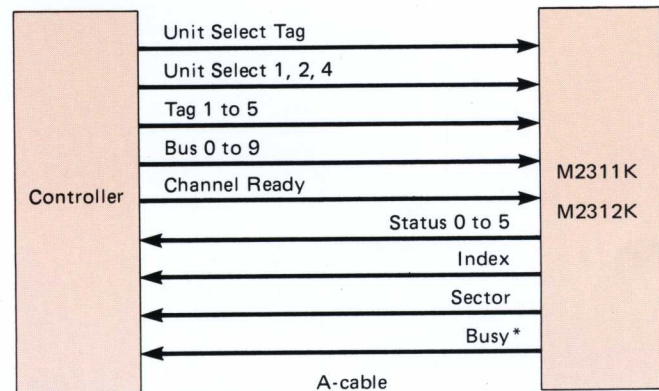 Unit Select Tag
Unit Select 1, 2, 4
Tag 1 to 5
Bus 0 to 9
Channel Ready
Controller
M2311K
M2312K
Status 0 to 5
Index
Sector
Busy*
A-cable